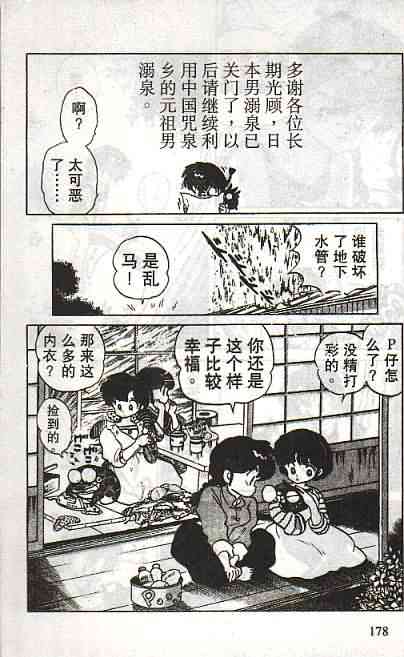 多谢各位长
期光顾，日
本男溺泉已
关门了，以
后请继续利
用中国咒泉
乡的元祖男
溺泉。
啊？
太可恶
了……
谁破坏
了地下
水管？
是乱
马！
P仔怎
么了？
没精打
彩的。
你还是
这个样
子比较
幸福。
那来这
么多的
内衣？
捡到的。
178